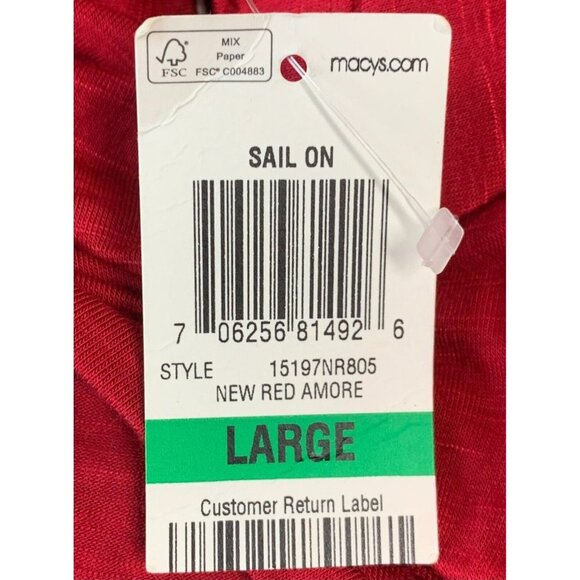 MIX
Paper
FSC FSC® C004883
macys.com
SAIL ON
7 06256 81492 6
STYLE 15197NR805
NEW RED AMORE
LARGE
Customer Return Label